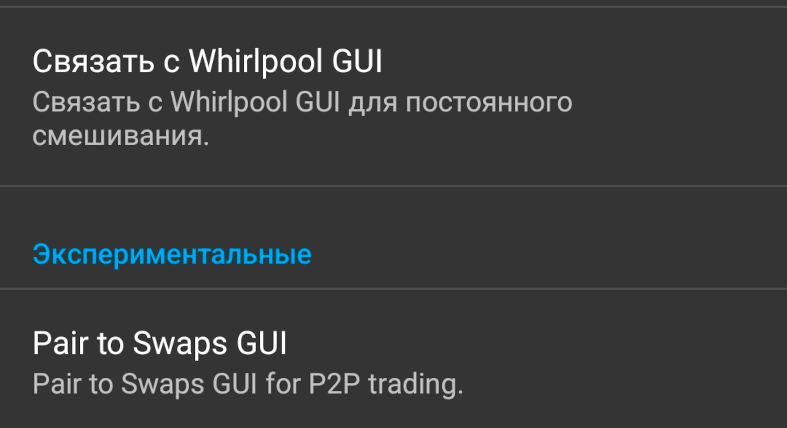 Связать с Whirlpool GUI
Связать с Whirlpool GUI для постоянного
смешивания.
Экспериментальные
Pair to Swaps GUI
Pair to Swaps GUI for P2P trading.